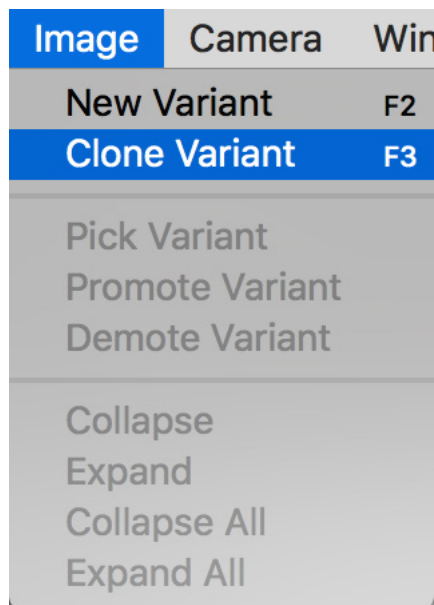 Image Camera Win
New Variant F2
Clone Variant F3
Pick Variant
Promote Variant
Demote Variant
Collapse
Expand
Collapse All
Expand All